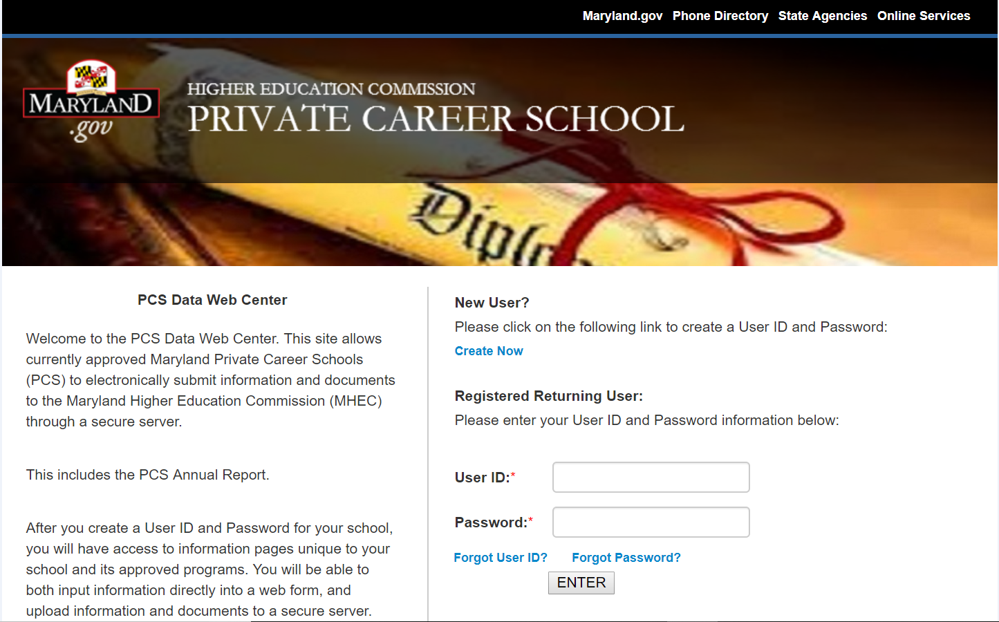 Maryland.gov Phone Directory State Agencies Online Services
MARYLAND
.gov
HIGHER EDUCATION COMMISSION
PRIVATE CAREER SCHOOL
Diplo
PCS Data Web Center
Welcome to the PCS Data Web Center. This site allows
currently approved Maryland Private Career Schools
(PCS) to electronically submit information and documents
to the Maryland Higher Education Commission (MHEC)
through a secure server.
This includes the PCS Annual Report.
After you create a User ID and Password for your school,
you will have access to information pages unique to your
school and its approved programs. You will be able to
both input information directly into a web form, and
upload information and documents to a secure server.
New User?
Please click on the following link to create a User ID and Password:
Create Now
Registered Returning User:
Please enter your User ID and Password information below:
User ID:*
Password:*
Forgot User ID? Forgot Password?
ENTER